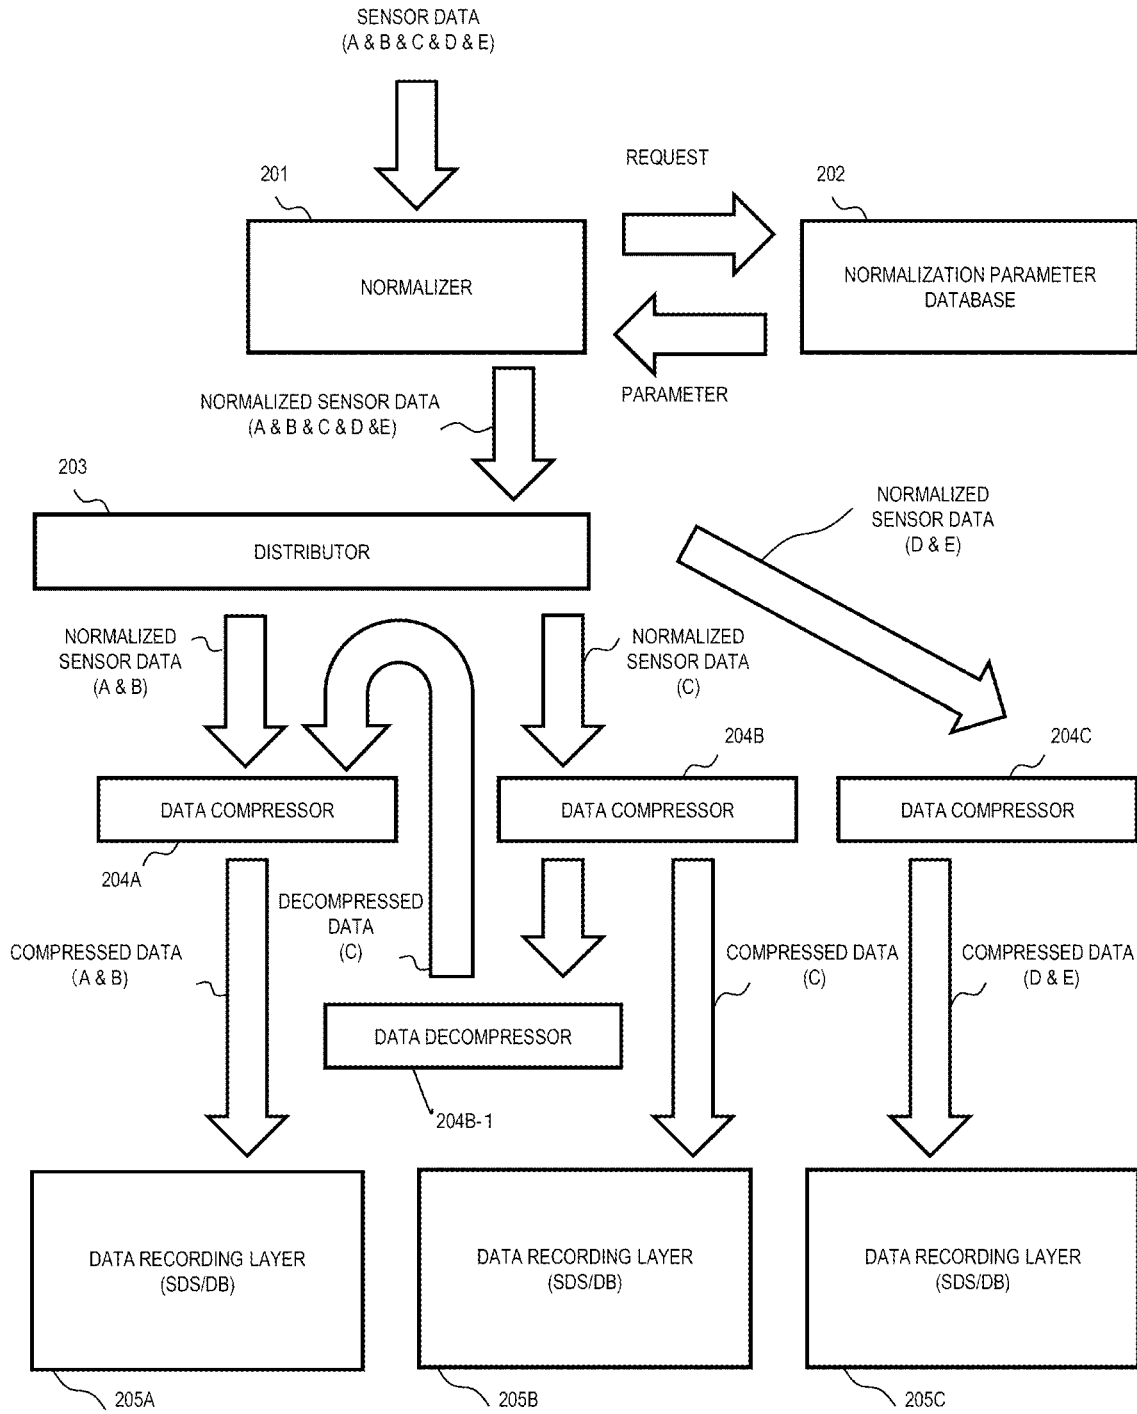 SENSOR DATA
(A & B & C & D & E)
REQUEST
201
202
NORMALIZER
NORMALIZATION PARAMETER
DATABASE
PARAMETER
NORMALIZED SENSOR DATA
(A & B & C & D &E)
203
NORMALIZED
SENSOR DATA
(D & E)
DISTRIBUTOR
NORMALIZED
SENSOR DATA
(A & B)
NORMALIZED
SENSOR DATA
(C)
204B
204C
DATA COMPRESSOR
DATA COMPRESSOR
DATA COMPRESSOR
204A
DECOMPRESSED
DATA
(C)
COMPRESSED DATA
(A & B)
COMPRESSED DATA
(C)
COMPRESSED DATA
(D & E)
DATA DECOMPRESSOR
204B-1
DATA RECORDING LAYER
(SDS/DB)
DATA RECORDING LAYER
(SDS/DB)
DATA RECORDING LAYER
(SDS/DB)
205A
205B
205C